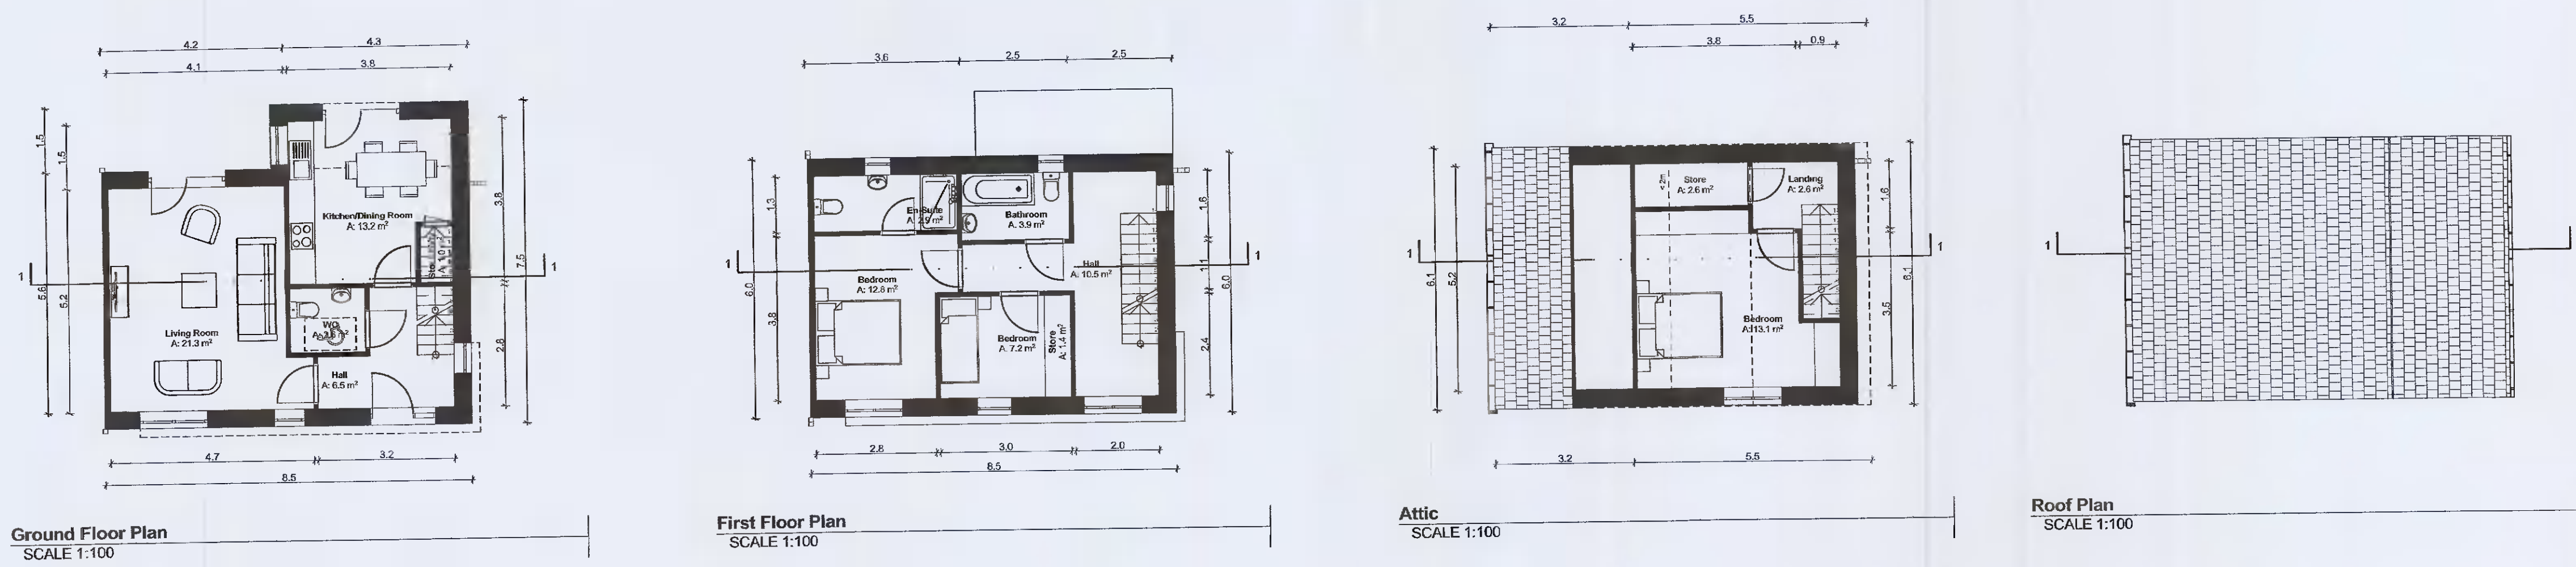 4.2
4.3
4.1
3.8
1.5
1.5
5.6
5.2
3.8
7.5
2.8
Kitchen/Dining Room
A: 13.2 m²
Living Room
A: 21.3 m²
Hall
A: 6.5 m²
1
1
4.7
3.2
8.5
Ground Floor Plan
SCALE 1:100
3.6
2.5
2.5
1.3
6.0
3.8
1.6
1.1
6.0
2.4
En-Suite
A: 2.9 m²
Bathroom
A: 3.9 m²
Hall
A: 10.5 m²
Bedroom
A: 12.8 m²
Bedroom
A: 7.2 m²
Store
A: 1.4 m²
1
1
2.8
3.0
2.0
8.5
First Floor Plan
SCALE 1:100
3.2
5.5
3.8
0.9
6.1
5.2
1.6
3.5
6.1
< 2m
Store
A: 2.6 m²
Landing
A: 2.6 m²
Bedroom
A: 13.1 m²
1
1
3.2
5.5
Attic
SCALE 1:100
1
Roof Plan
SCALE 1:100